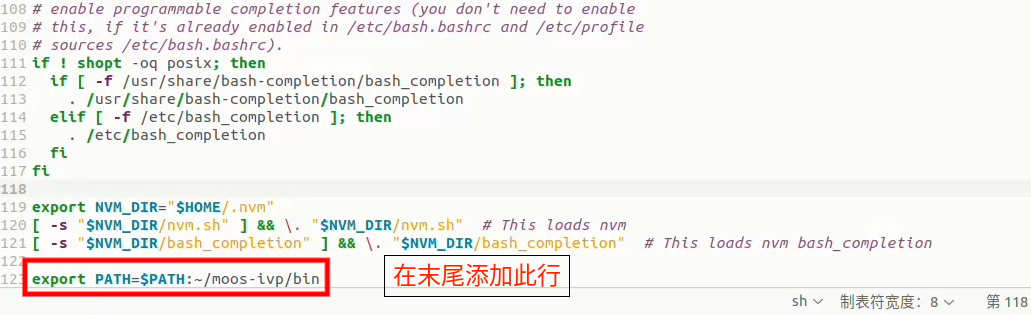 108 # enable programmable completion features (you don't need to enable
109 # this, if it's already enabled in /etc/bash.bashrc and /etc/profile
110 # sources /etc/bash.bashrc).
111 if ! shopt -oq posix; then
112   if [ -f /usr/share/bash-completion/bash_completion ]; then
113     . /usr/share/bash-completion/bash_completion
114   elif [ -f /etc/bash_completion ]; then
115     . /etc/bash_completion
116   fi
117 fi
118
119 export NVM_DIR="$HOME/.nvm"
120 [ -s "$NVM_DIR/nvm.sh" ] && \. "$NVM_DIR/nvm.sh"  # This loads nvm
121 [ -s "$NVM_DIR/bash_completion" ] && \. "$NVM_DIR/bash_completion"  # This loads nvm bash_completion
122
123 export PATH=$PATH:~/moos-ivp/bin
在末尾添加此行
sh 制表符宽度：8 第 118